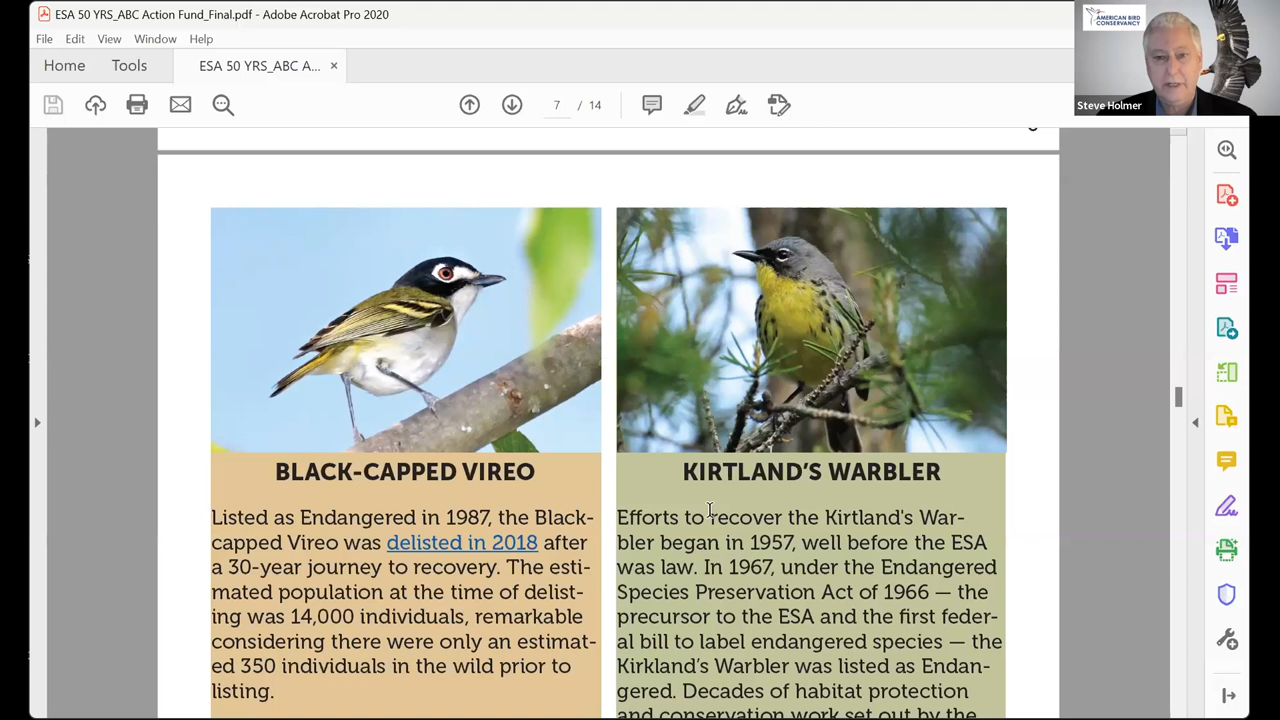 ESA 50 YRS_ABC Action Fund_Final.pdf - Adobe Acrobat Pro 2020
AMERICAN BIRD
CONSERVANCY
File Edit View Window Help
Home Tools ESA 50 YRS_ABC A... ×
7 / 14
Steve Holmer
BLACK-CAPPED VIREO
Listed as Endangered in 1987, the Black-
capped Vireo was delisted in 2018 after
a 30-year journey to recovery. The esti-
mated population at the time of delist-
ing was 14,000 individuals, remarkable
considering there were only an estimat-
ed 350 individuals in the wild prior to
listing.
KIRTLAND'S WARBLER
Efforts to recover the Kirtland's War-
bler began in 1957, well before the ESA
was law. In 1967, under the Endangered
Species Preservation Act of 1966 — the
precursor to the ESA and the first feder-
al bill to label endangered species — the
Kirkland’s Warbler was listed as Endan-
gered. Decades of habitat protection
and conservation work set out by the